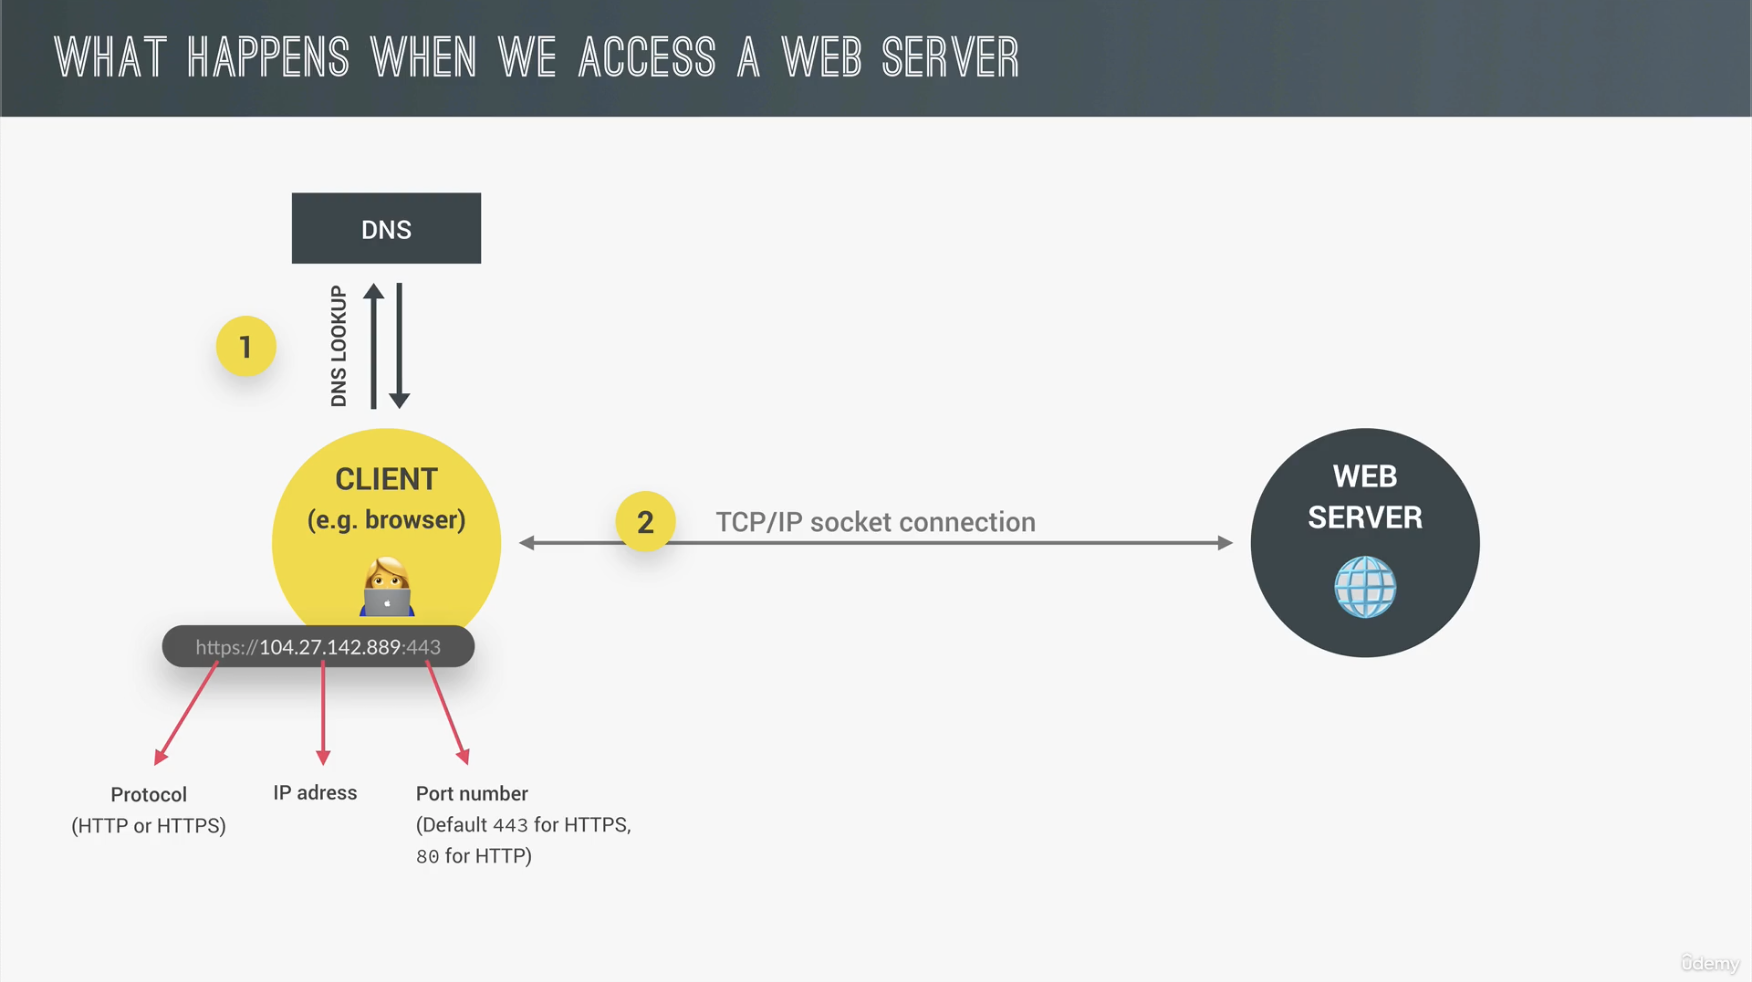 WHAT HAPPENS WHEN WE ACCESS A WEB SERVER
DNS
DNS LOOKUP
1
CLIENT
(e.g. browser)
2
TCP/IP socket connection
WEB
SERVER
https://104.27.142.889:443
Protocol
(HTTP or HTTPS)
IP adress
Port number
(Default 443 for HTTPS,
80 for HTTP)
ûdemy